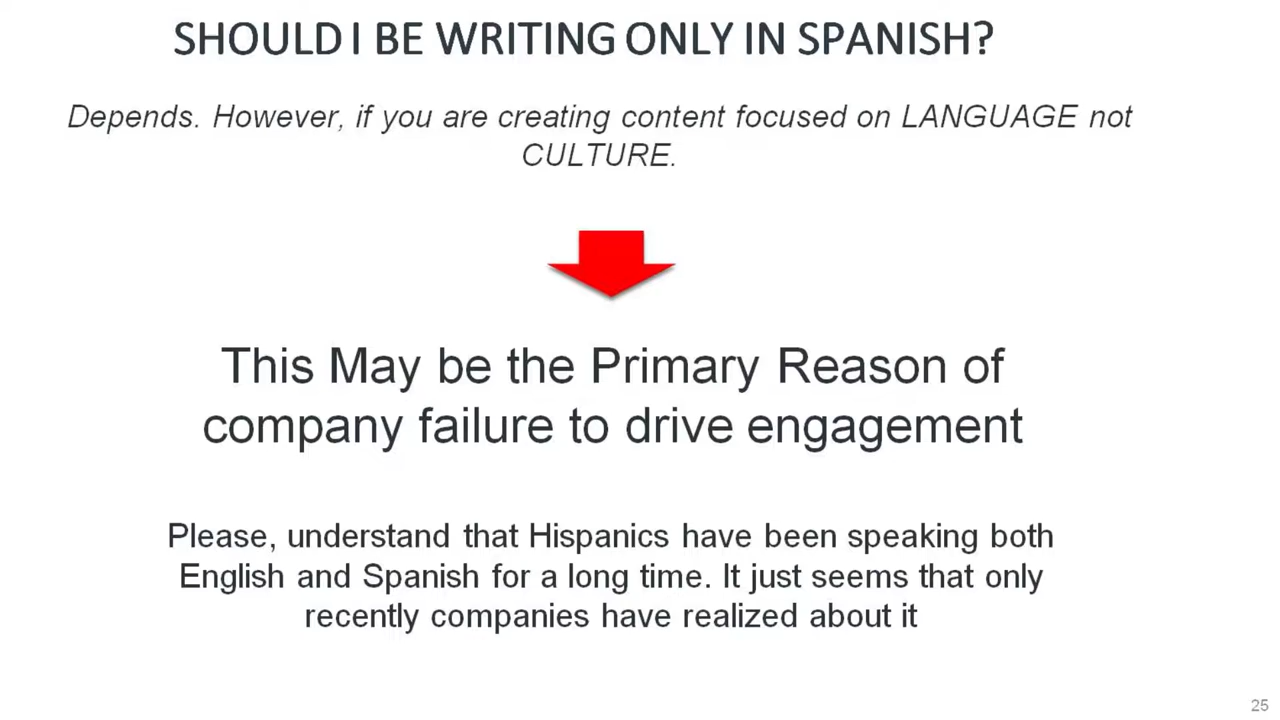 SHOULD I BE WRITING ONLY IN SPANISH?
Depends. However, if you are creating content focused on LANGUAGE not
CULTURE.
This May be the Primary Reason of
company failure to drive engagement
Please, understand that Hispanics have been speaking both
English and Spanish for a long time. It just seems that only
recently companies have realized about it
25